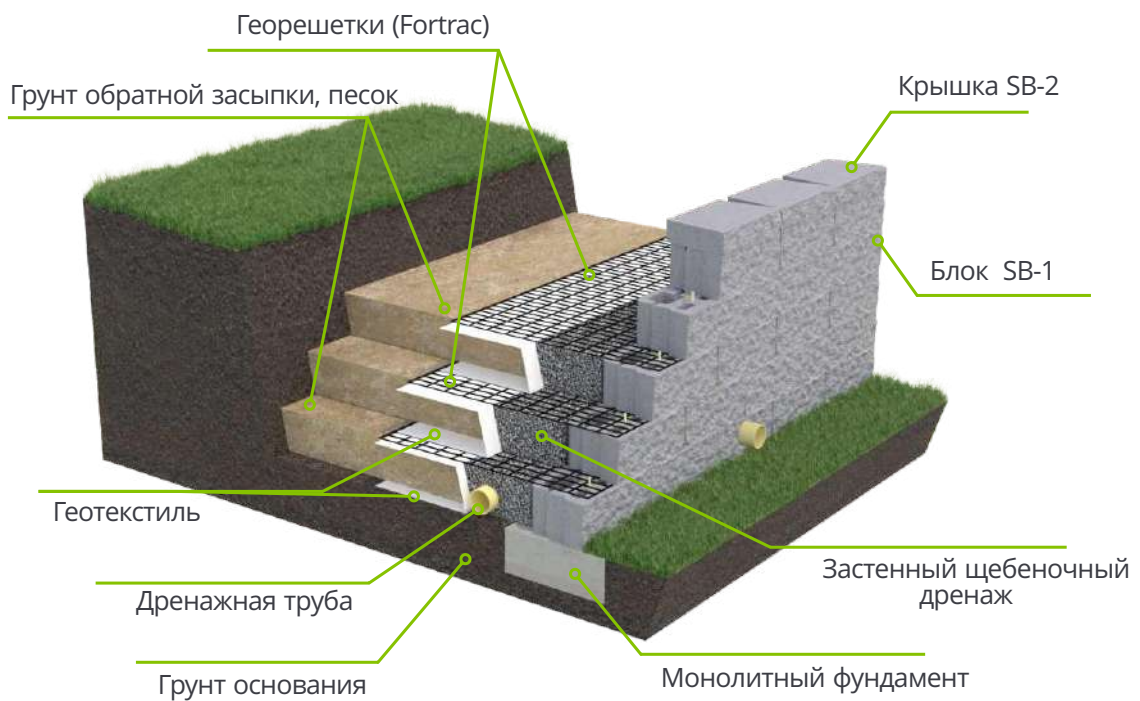 Георешетки (Fortrac)
Грунт обратной засыпки, песок
Крышка SB-2
Блок SB-1
Геотекстиль
Застенный щебеночный
дренаж
Дренажная труба
Монолитный фундамент
Грунт основания